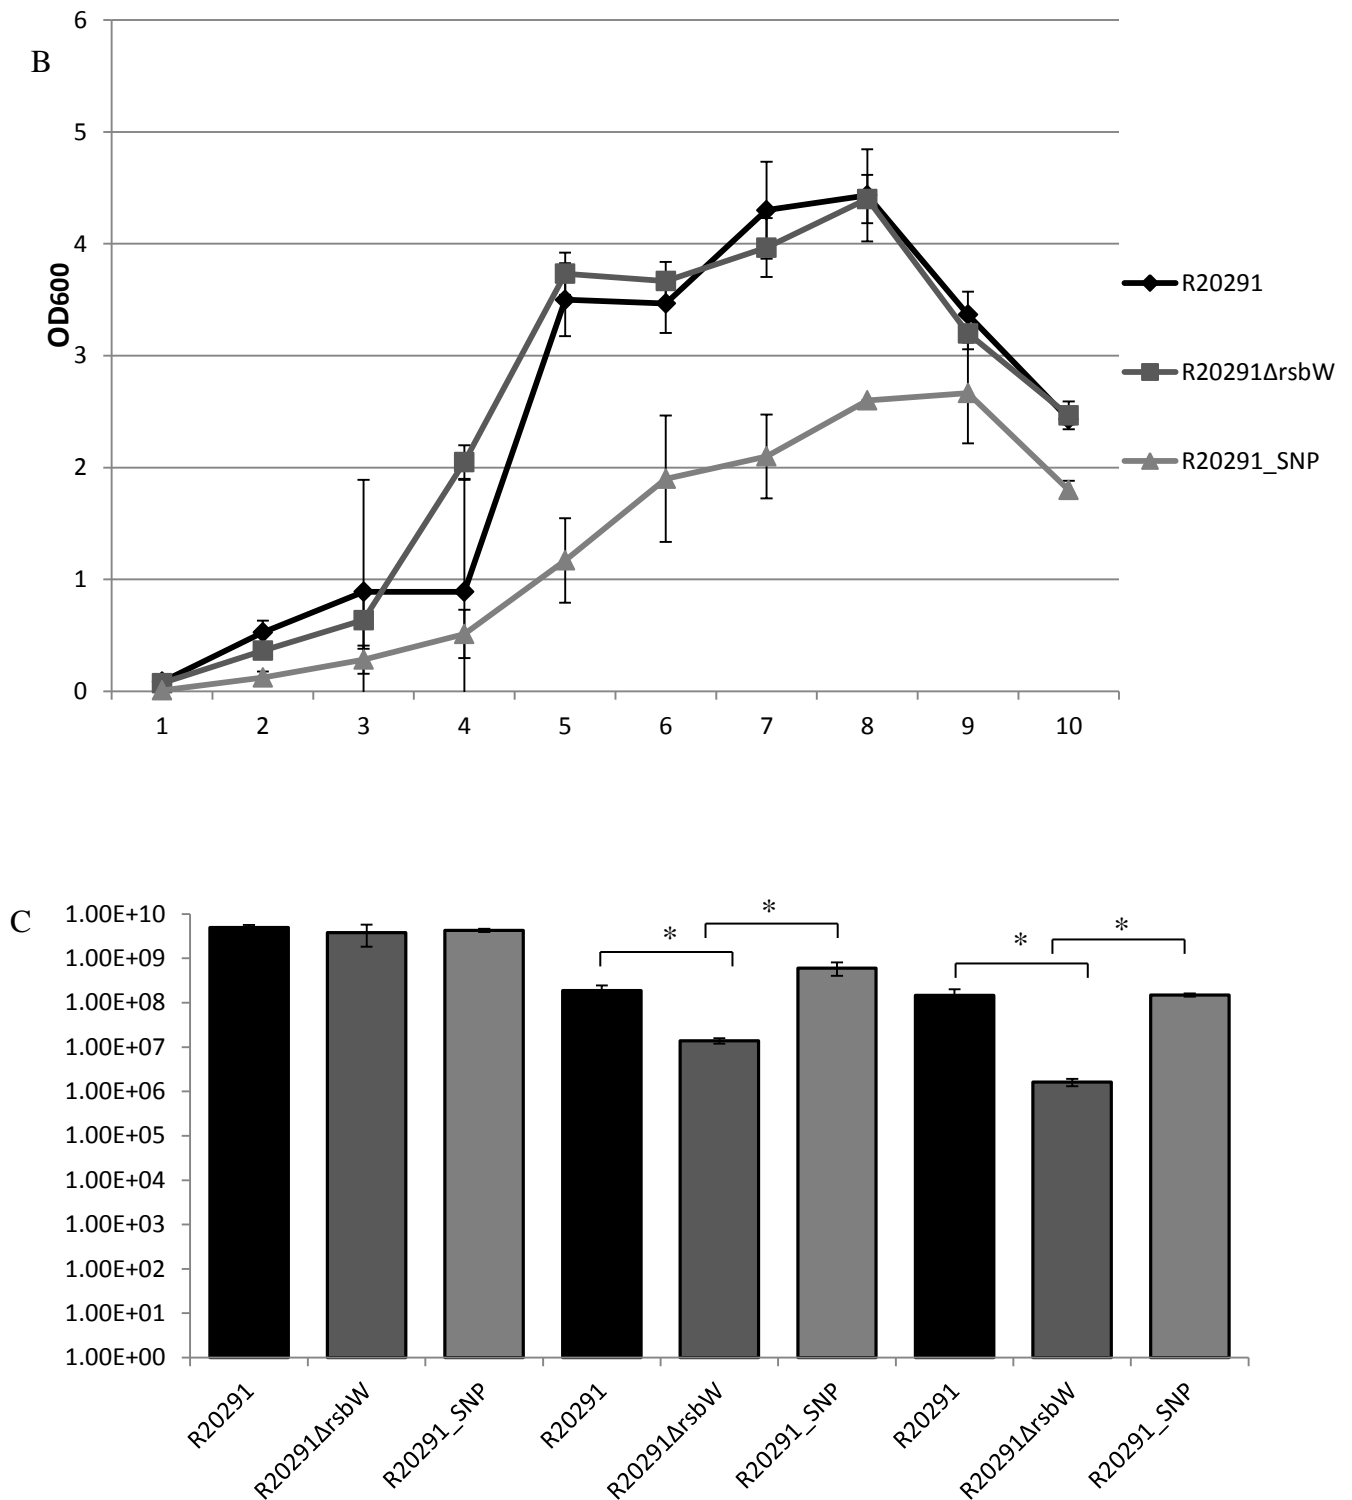 B
6
5
4
3
2
1
0
OD600
1 2 3 4 5 6 7 8 9 10
R20291
R20291ΔrsbW
R20291_SNP
C
1.00E+10
1.00E+09
1.00E+08
1.00E+07
1.00E+06
1.00E+05
1.00E+04
1.00E+03
1.00E+02
1.00E+01
1.00E+00
* * * *
R20291 R20291ΔrsbW R20291_SNP R20291 R20291ΔrsbW R20291_SNP R20291 R20291ΔrsbW R20291_SNP